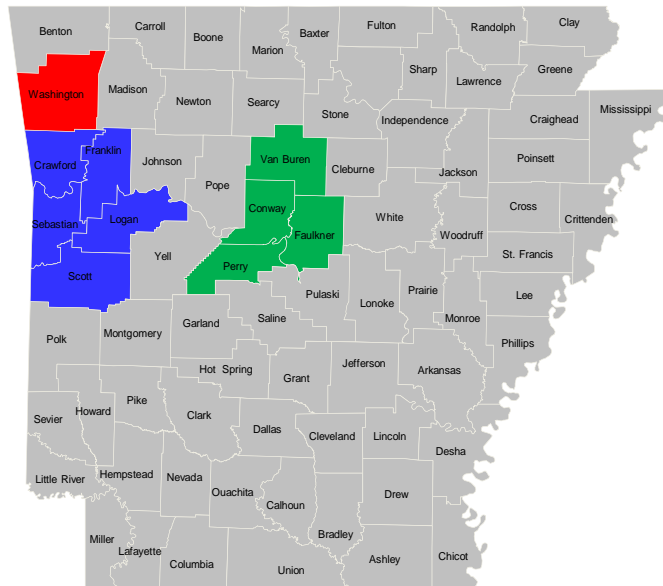 Benton
Carroll
Boone
Marion
Baxter
Fulton
Randolph
Clay
Sharp
Lawrence
Greene
Washington
Madison
Newton
Searcy
Stone
Independence
Craighead
Mississippi
Crawford
Franklin
Johnson
Pope
Van Buren
Cleburne
Jackson
Poinsett
Sebastian
Logan
Conway
Faulkner
White
Woodruff
Cross
Crittenden
St. Francis
Scott
Yell
Perry
Pulaski
Lonoke
Prairie
Monroe
Lee
Phillips
Polk
Montgomery
Garland
Saline
Hot Spring
Grant
Jefferson
Arkansas
Sevier
Howard
Pike
Clark
Dallas
Cleveland
Lincoln
Desha
Little River
Hempstead
Nevada
Ouachita
Calhoun
Bradley
Drew
Miller
Lafayette
Columbia
Union
Ashley
Chicot